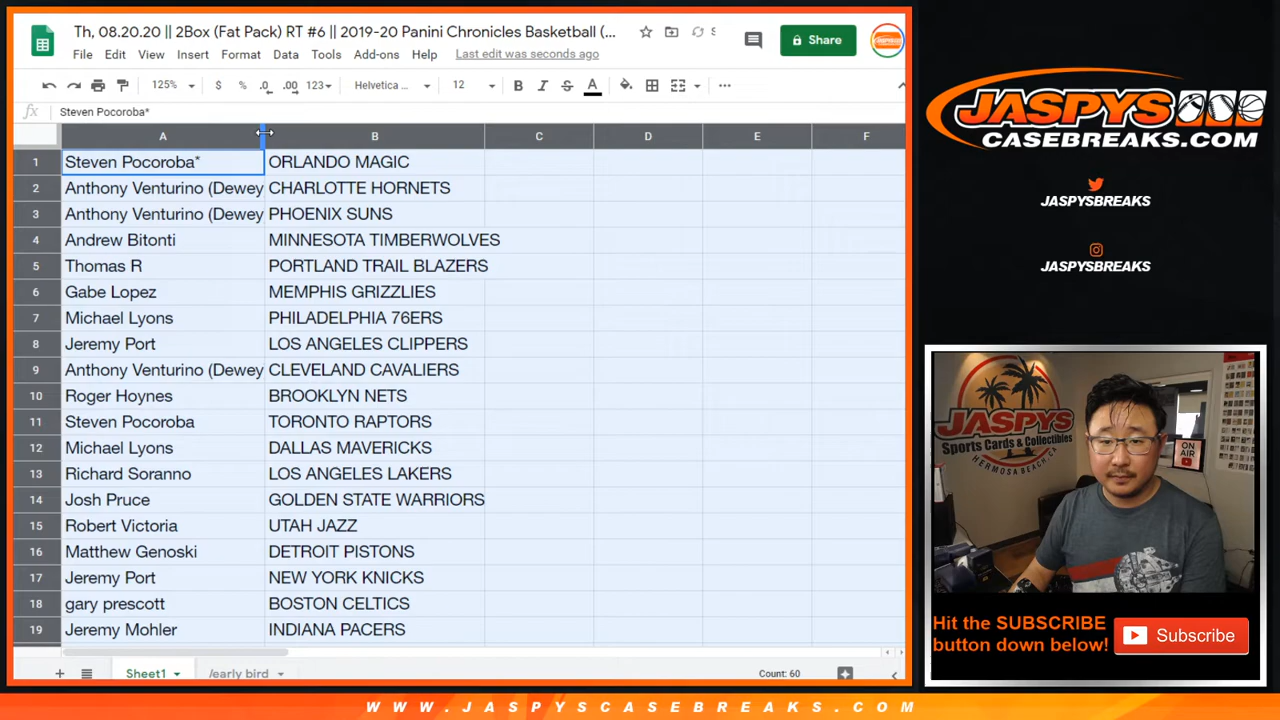 Th, 08.20.20 || 2Box (Fat Pack) RT #6 || 2019-20 Panini Chronicles Basketball (...
S
Share
File Edit View Insert Format Data Tools Add-ons Help Last edit was seconds ago
125% $ % .0 .00 123 Helvetica ... 12 B I S A ...
fx Steven Pocoroba*
A B C D E F
1 Steven Pocoroba* ORLANDO MAGIC
2 Anthony Venturino (Dewey CHARLOTTE HORNETS
3 Anthony Venturino (Dewey PHOENIX SUNS
4 Andrew Bitonti MINNESOTA TIMBERWOLVES
5 Thomas R PORTLAND TRAIL BLAZERS
6 Gabe Lopez MEMPHIS GRIZZLIES
7 Michael Lyons PHILADELPHIA 76ERS
8 Jeremy Port LOS ANGELES CLIPPERS
9 Anthony Venturino (Dewey CLEVELAND CAVALIERS
10 Roger Hoynes BROOKLYN NETS
11 Steven Pocoroba TORONTO RAPTORS
12 Michael Lyons DALLAS MAVERICKS
13 Richard Soranno LOS ANGELES LAKERS
14 Josh Pruce GOLDEN STATE WARRIORS
15 Robert Victoria UTAH JAZZ
16 Matthew Genoski DETROIT PISTONS
17 Jeremy Port NEW YORK KNICKS
18 gary prescott BOSTON CELTICS
19 Jeremy Mohler INDIANA PACERS
+ Sheet1 /early bird Count: 60
JASPYS
CASEBREAKS.COM
JASPYSBREAKS
JASPYSBREAKS
JASPYS
Sports Cards & Collectibles
HERMOSA BEACH, CA
ON
AIR
Hit the SUBSCRIBE
button down below!
Subscribe
WWW.JASPYSCASEBREAKS.COM